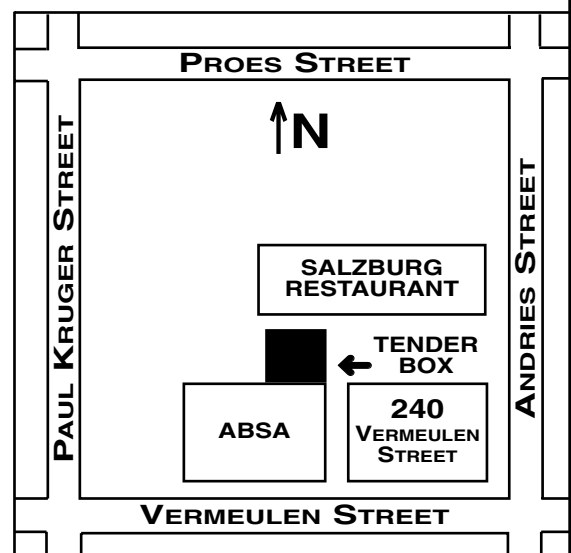 PROES STREET
N
PAUL KRUGER STREET
ANDRIES STREET
SALZBURG
RESTAURANT
TENDER
BOX
ABSA
240
VERMEULEN
STREET
VERMEULEN STREET